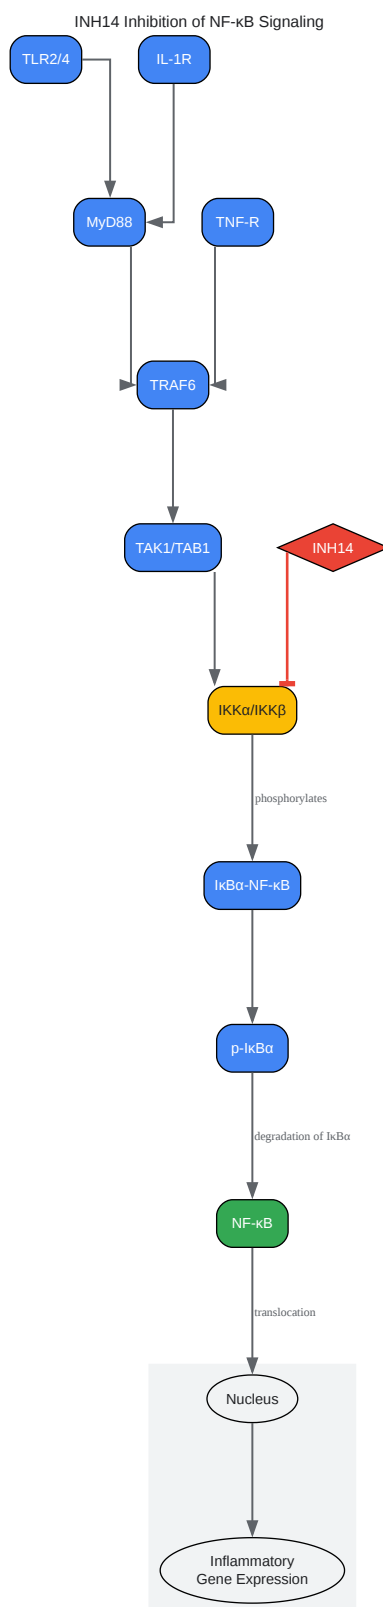 INH14 Inhibition of NF-κB Signaling
TLR2/4
IL-1R
MyD88
TNF-R
TRAF6
TAK1/TAB1
INH14
IKKα/IKKβ
phosphorylates
IκBα-NF-κB
p-IκBα
degradation of IκBα
NF-κB
translocation
Nucleus
Inflammatory
Gene Expression